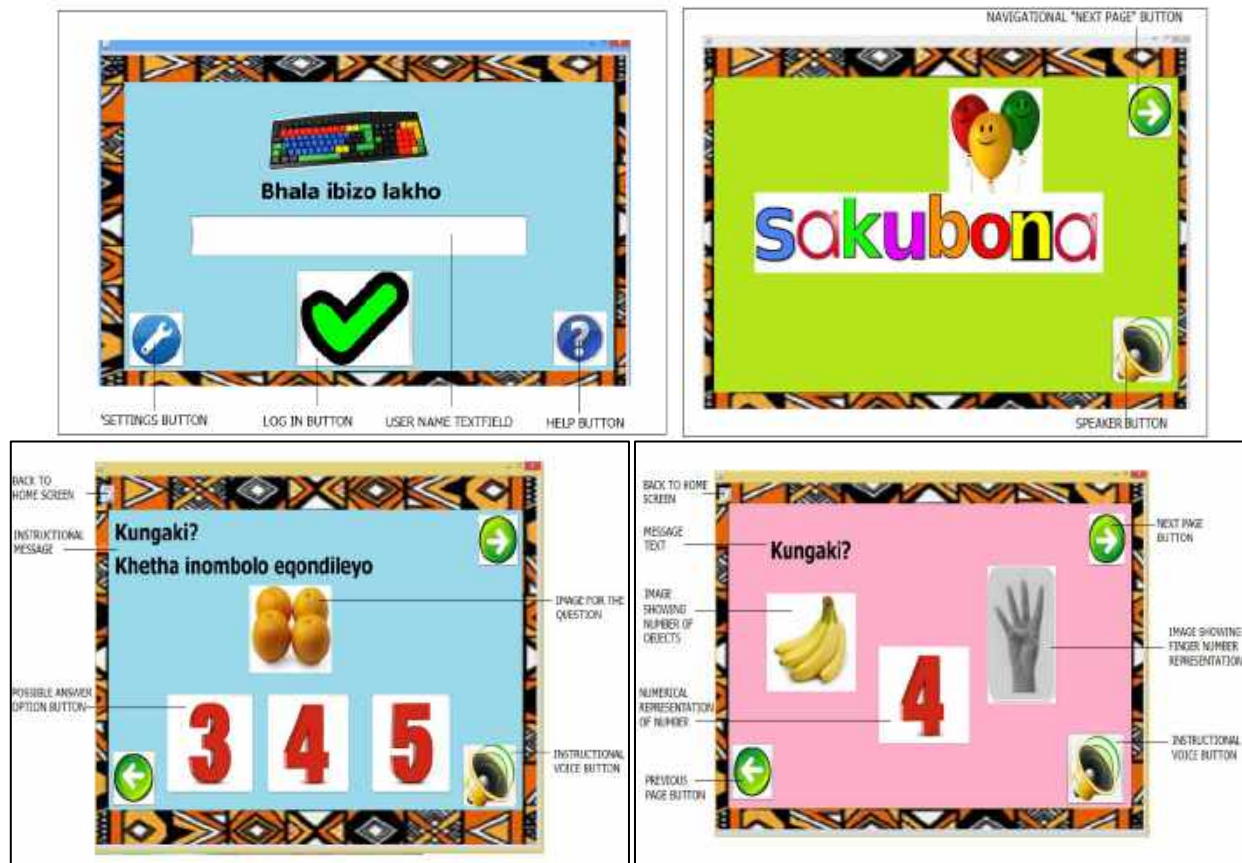 Bhala ibizo lakho
'SETTINGS BUTTON
LOG IN BUTTON
USER NAME TEXTFIELD
HELP BUTTON
NAVIGATIONAL "NEXT PAGE" BUTTON
sakubona
SPEAKER BUTTON
BACK TO
HOME SCREEN
INSTRUCTIONAL
MESSAGE
Kungaki?
Khetha inombolo eqondileyo
IMAGE FOR THE
QUESTION
POSSIBLE ANSWER
OPTION BUTTON
3 4 5
INSTRUCTIONAL
VOICE BUTTON
BACK TO HOME
SCREEN
MESSAGE
TEXT
Kungaki?
NEXT PAGE
BUTTON
IMAGE
SHOWING
NUMBER OF
OBJECTS
IMAGE SHOWING
FINGER NUMBER
REPRESENTATION
4
NUMERICAL
REPRESENTATION
OF NUMBER
INSTRUCTIONAL
VOICE BUTTON
PREVIOUS
PAGE BUTTON